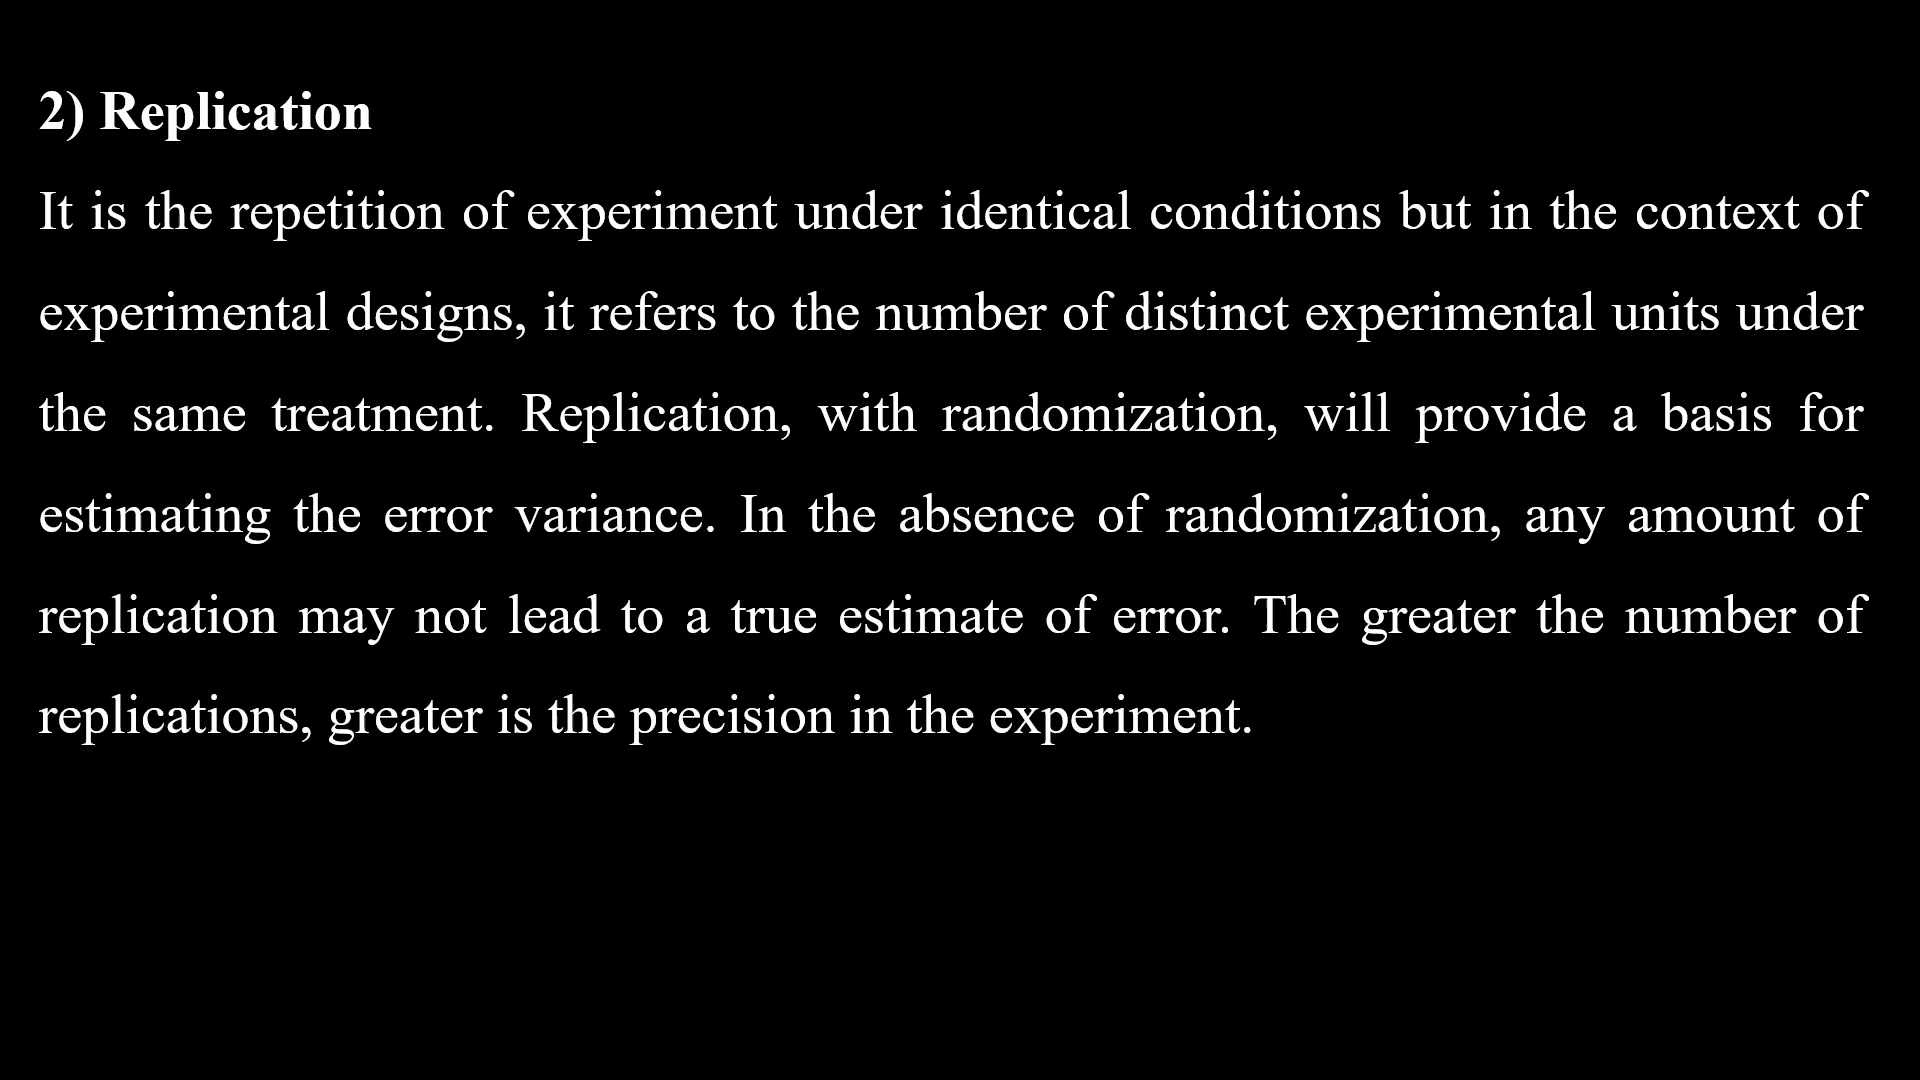 2) Replication
It is the repetition of experiment under identical conditions but in the context of
experimental designs, it refers to the number of distinct experimental units under
the same treatment. Replication, with randomization, will provide a basis for
estimating the error variance. In the absence of randomization, any amount of
replication may not lead to a true estimate of error. The greater the number of
replications, greater is the precision in the experiment.